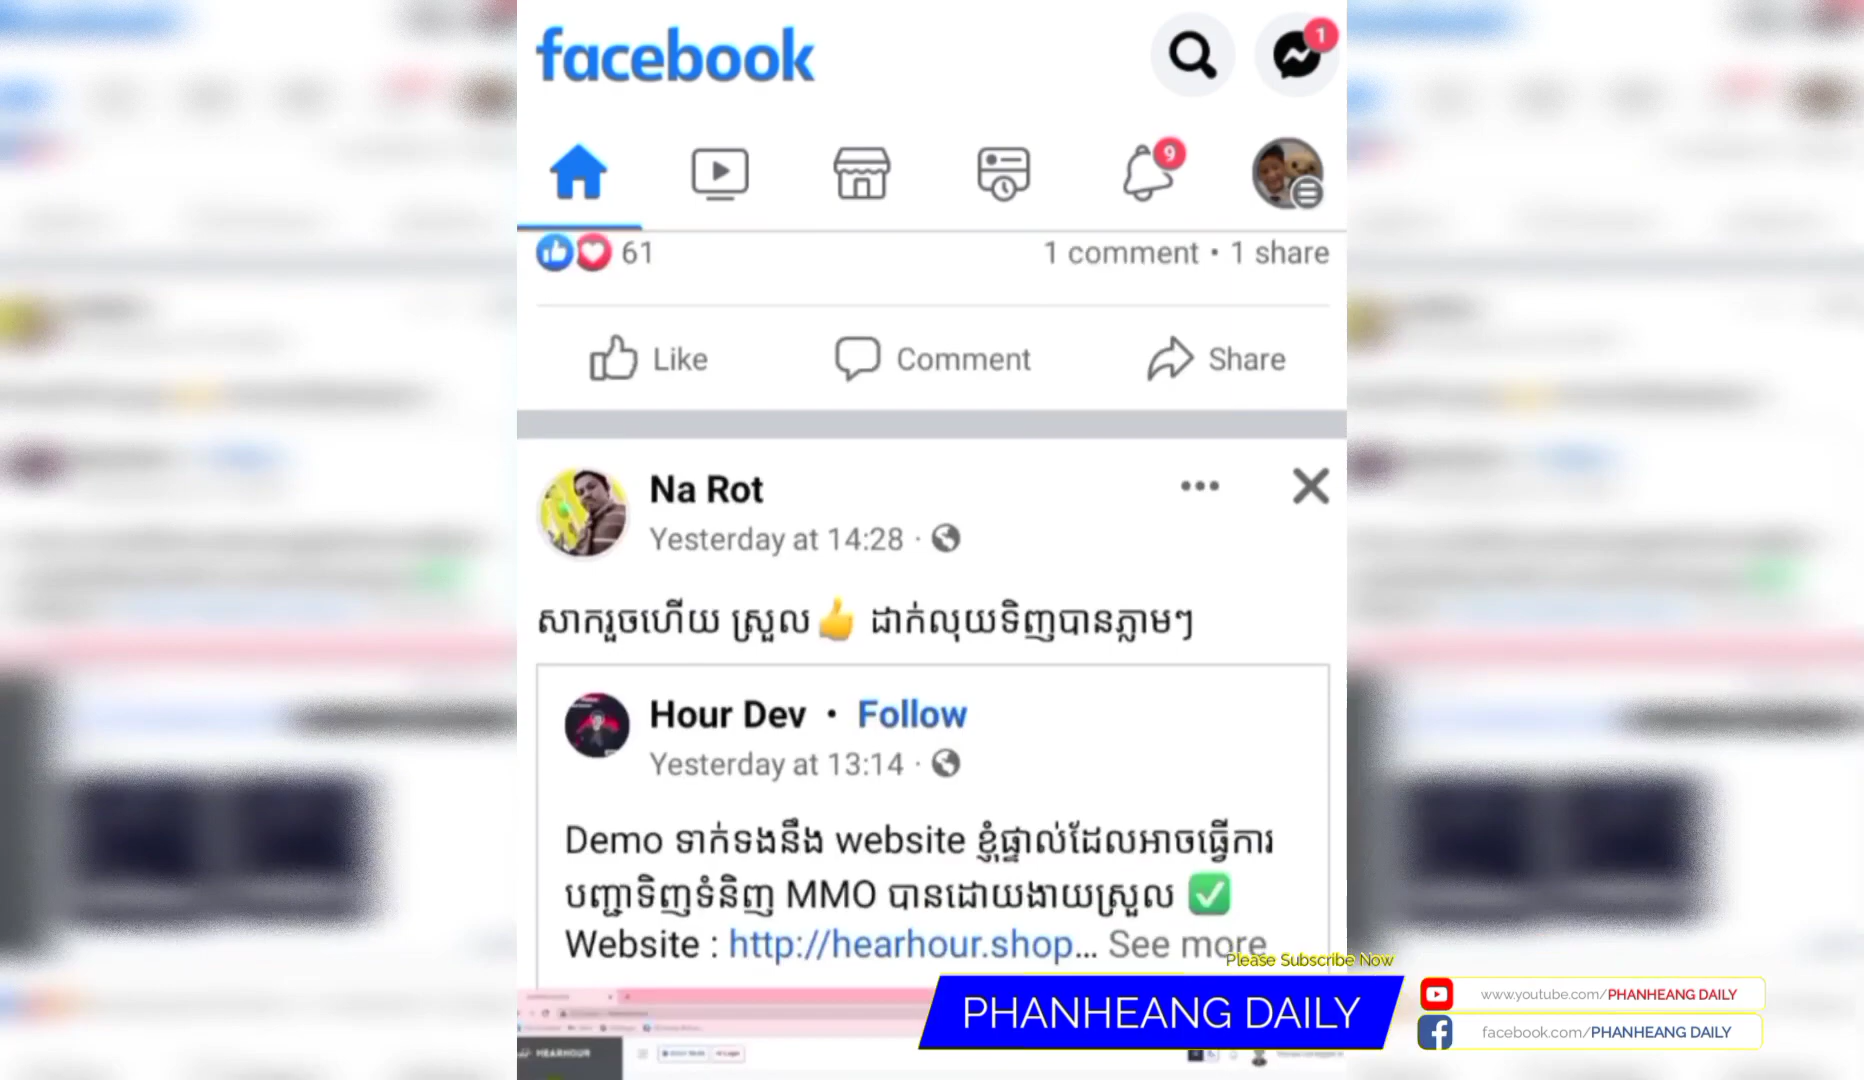 facebook
1
9
61
1 comment • 1 share
Like
Comment
Share
Na Rot
Yesterday at 14:28 ·
សាករួចហើយ ស្រួល👍 ដាក់លុយទិញបានភ្លាមៗ
Hour Dev • Follow
Yesterday at 13:14 ·
Demo ទាក់ទងនឹង website ខ្ញុំផ្ទាល់ដែលអាចធ្វើការ
បញ្ជាទិញទំនិញ MMO បានដោយងាយស្រួល ✅
Website : http://hearhour.shop... See more
Please Subscribe Now
PHANHEANG DAILY
www.youtube.com/PHANHEANG DAILY
facebook.com/PHANHEANG DAILY
HEARHOUR